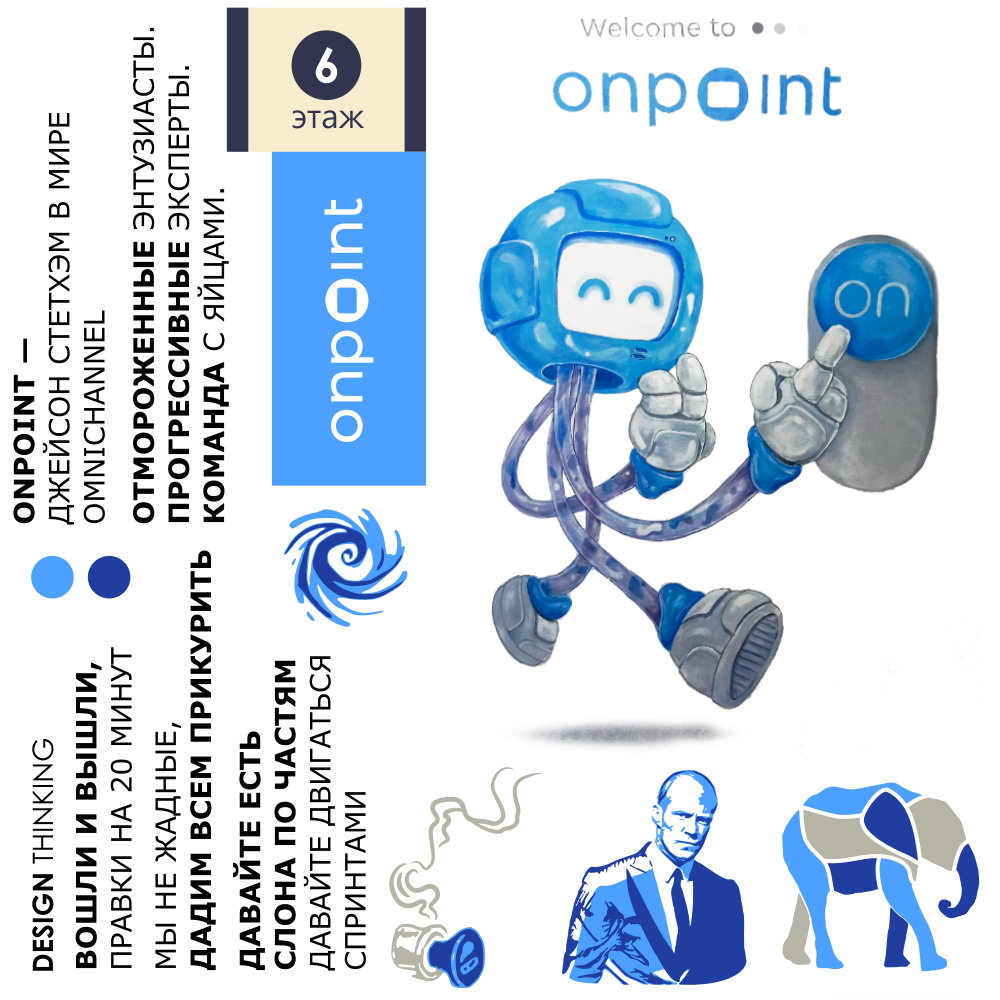 Welcome to
onpoint
on
6
этаж
onpoint
ONPOINT —
ДЖЕЙСОН СТЕТХЭМ В МИРЕ
OMNICHANNEL
ОТМОРОЖЕННЫЕ ЭНТУЗИАСТЫ.
ПРОГРЕССИВНЫЕ ЭКСПЕРТЫ.
КОМАНДА С ЯЙЦАМИ.
DESIGN THINKING
ВОШЛИ И ВЫШЛИ,
ПРАВКИ НА 20 МИНУТ
МЫ НЕ ЖАДНЫЕ,
ДАДИМ ВСЕМ ПРИКУРИТЬ
ДАВАЙТЕ ЕСТЬ
СЛОНА ПО ЧАСТЯМ
ДАВАЙТЕ ДВИГАТЬСЯ
СПРИНТАМИ